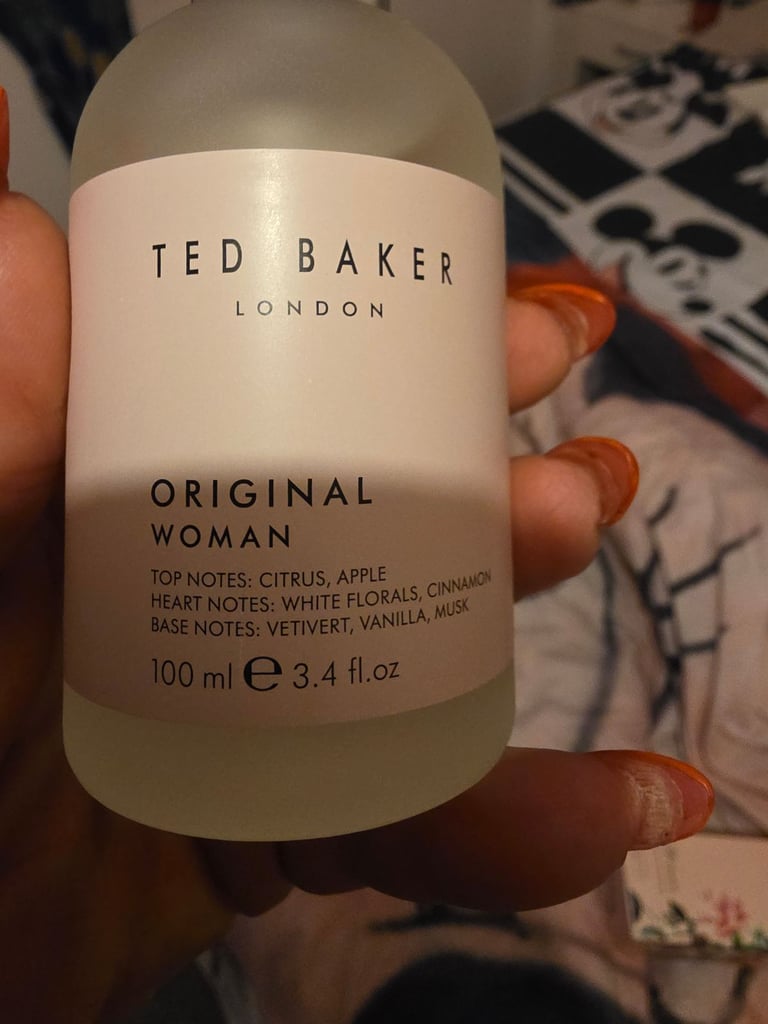 TED BAKER
LONDON
ORIGINAL
WOMAN
TOP NOTES: CITRUS, APPLE
HEART NOTES: WHITE FLORALS, CINNAMON
BASE NOTES: VETIVERT, VANILLA, MUSK
100 ml e 3.4 fl.oz